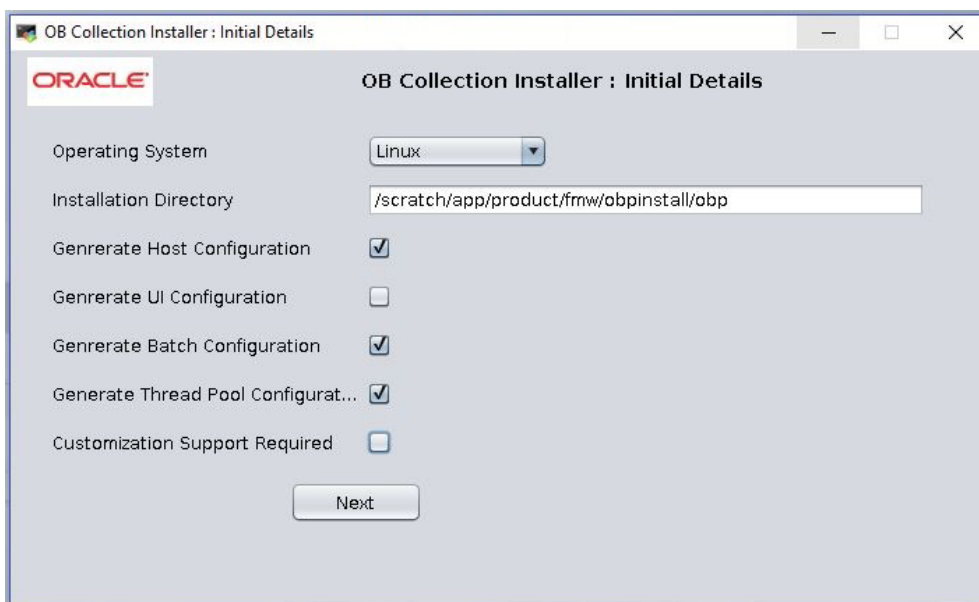 OB Collection Installer : Initial Details
ORACLE'
OB Collection Installer : Initial Details
Operating System Linux
Installation Directory /scratch/app/product/fmw/obpinstall/obp
Genrerate Host Configuration
Genrerate UI Configuration
Genrerate Batch Configuration
Generate Thread Pool Configurat...
Customization Support Required
Next